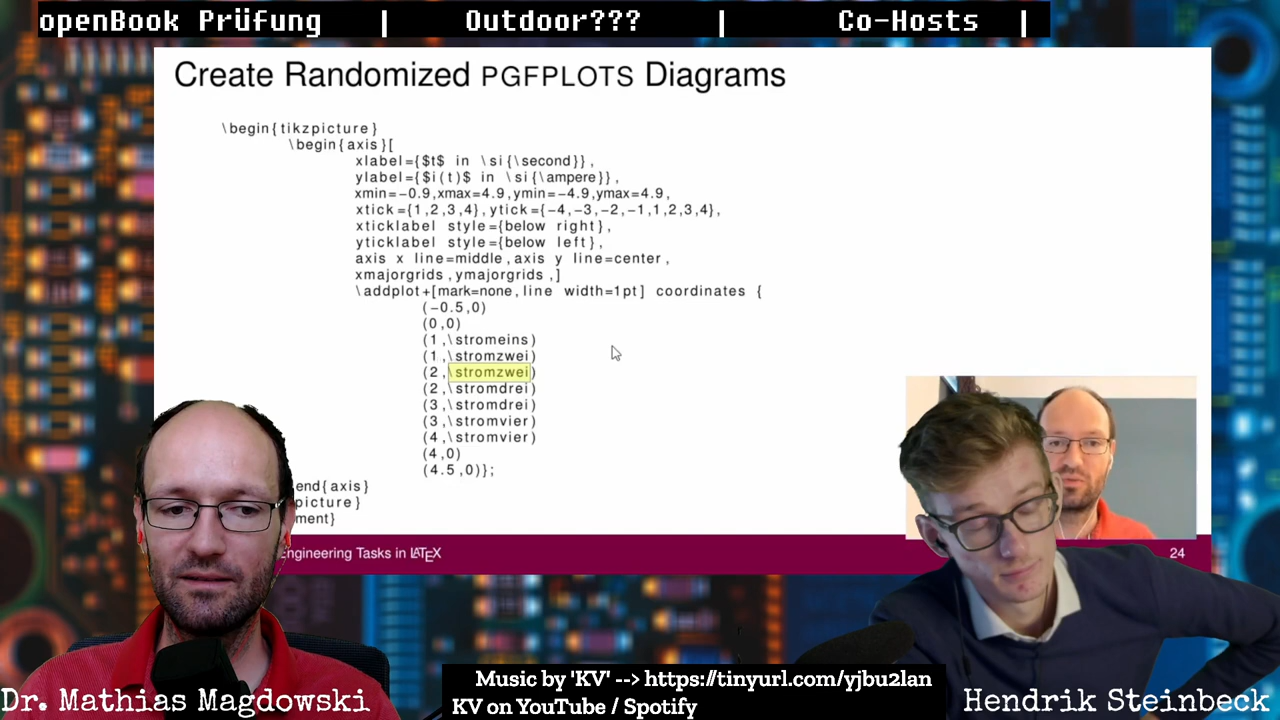 openBook Prüfung | Outdoor??? | Co-Hosts |
Create Randomized PGFPLOTS Diagrams
\begin{tikzpicture}
\begin{axis}[
xlabel={$t$ in \si{\second}},
ylabel={$i(t)$ in \si{\ampere}},
xmin=−0.9,xmax=4.9,ymin=−4.9,ymax=4.9,
xtick={1,2,3,4},ytick={−4,−3,−2,−1,1,2,3,4},
xticklabel style={below right},
yticklabel style={below left},
axis x line=middle,axis y line=center,
xmajorgrids,ymajorgrids,]
\addplot+[mark=none,line width=1pt] coordinates {
(−0.5,0)
(0,0)
(1,\stromeins)
(1,\stromzwei)
(2,\stromzwei)
(2,\stromdrei)
(3,\stromdrei)
(3,\stromvier)
(4,\stromvier)
(4,0)
(4.5,0)};
end{axis}
picture}
ment}
Engineering Tasks in LATEX
24
Music by 'KV' --> https://tinyurl.com/yjbu2lan
KV on YouTube / Spotify
Dr. Mathias Magdowski
Hendrik Steinbeck